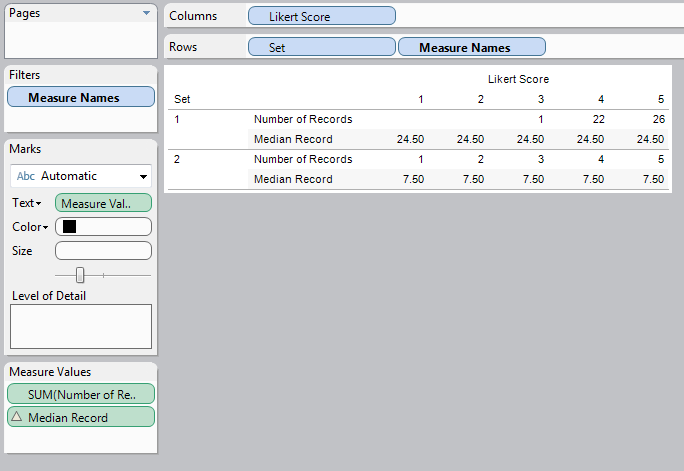 Pages
Columns Likert Score
Rows Set Measure Names
Filters
Measure Names
Marks
Abc Automatic
Text Measure Val..
Color
Size
Level of Detail
Measure Values
SUM(Number of Re..
Median Record
Likert Score
Set 1 2 3 4 5
1 Number of Records 1 22 26
Median Record 24.50 24.50 24.50 24.50 24.50
2 Number of Records 1 2 3 4 5
Median Record 7.50 7.50 7.50 7.50 7.50